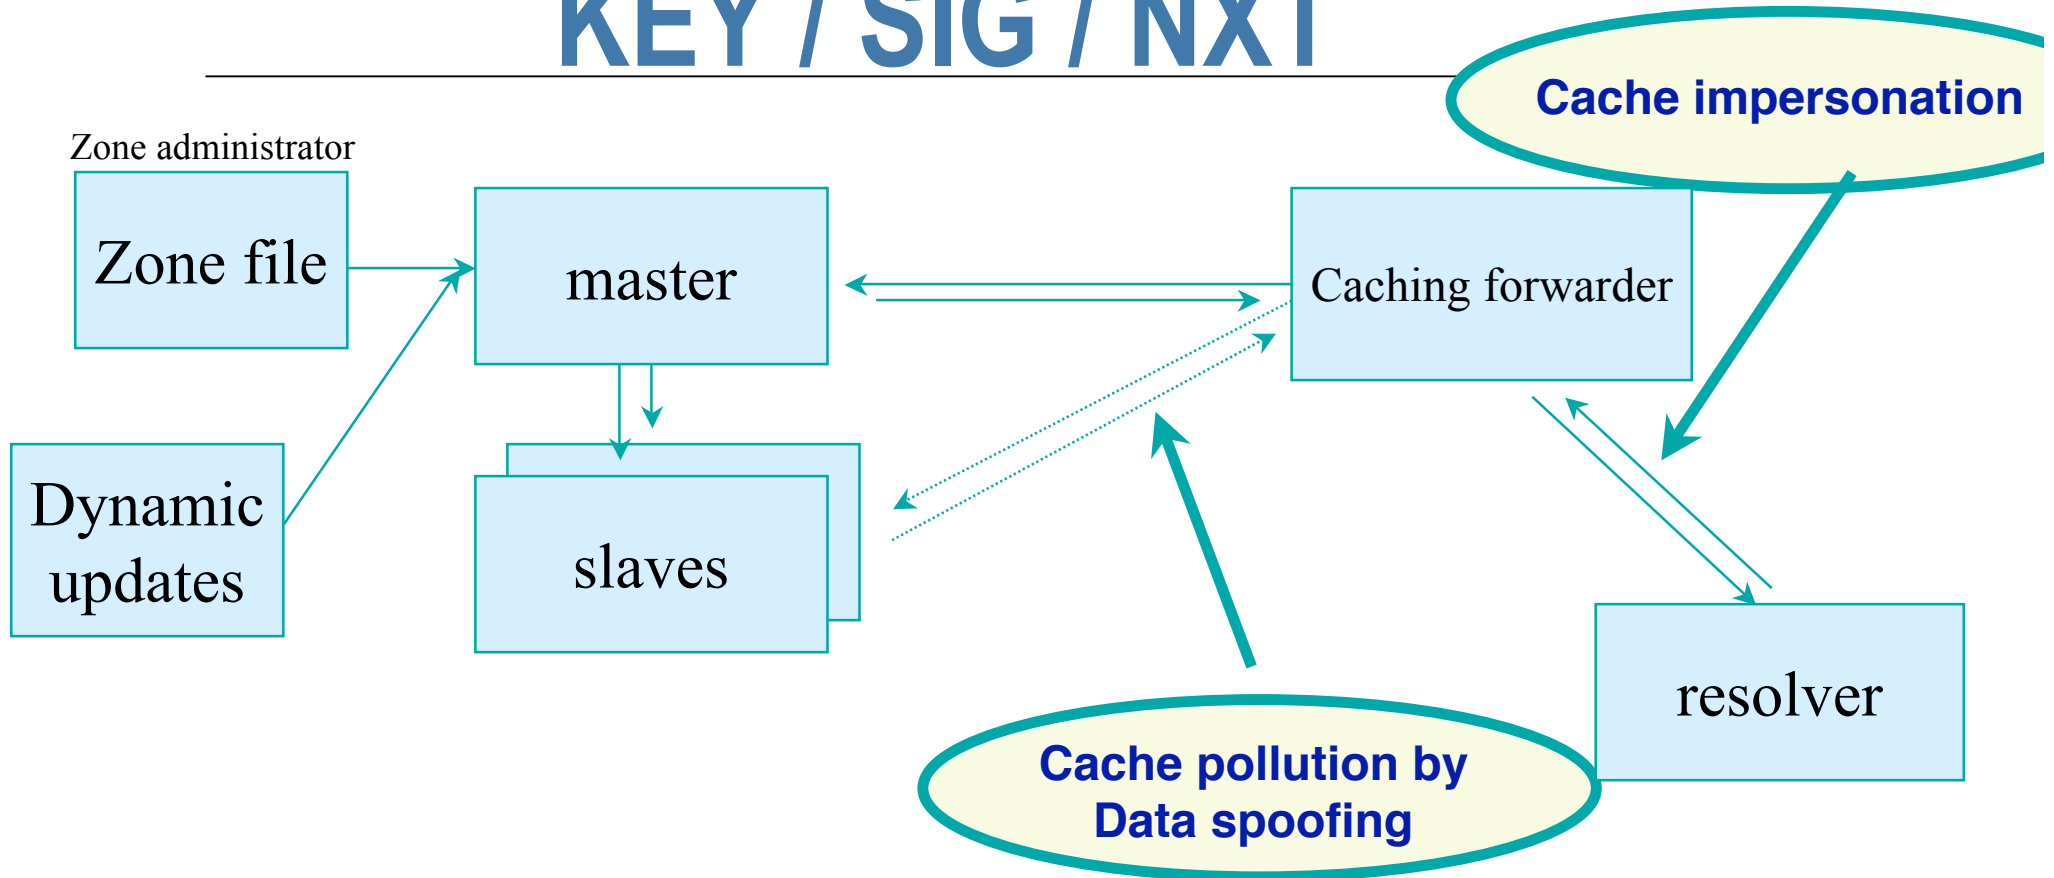 KEY / SIG / NXT
Cache impersonation
Zone administrator
Zone file
master
Caching forwarder
Dynamic
updates
slaves
resolver
Cache pollution by
Data spoofing